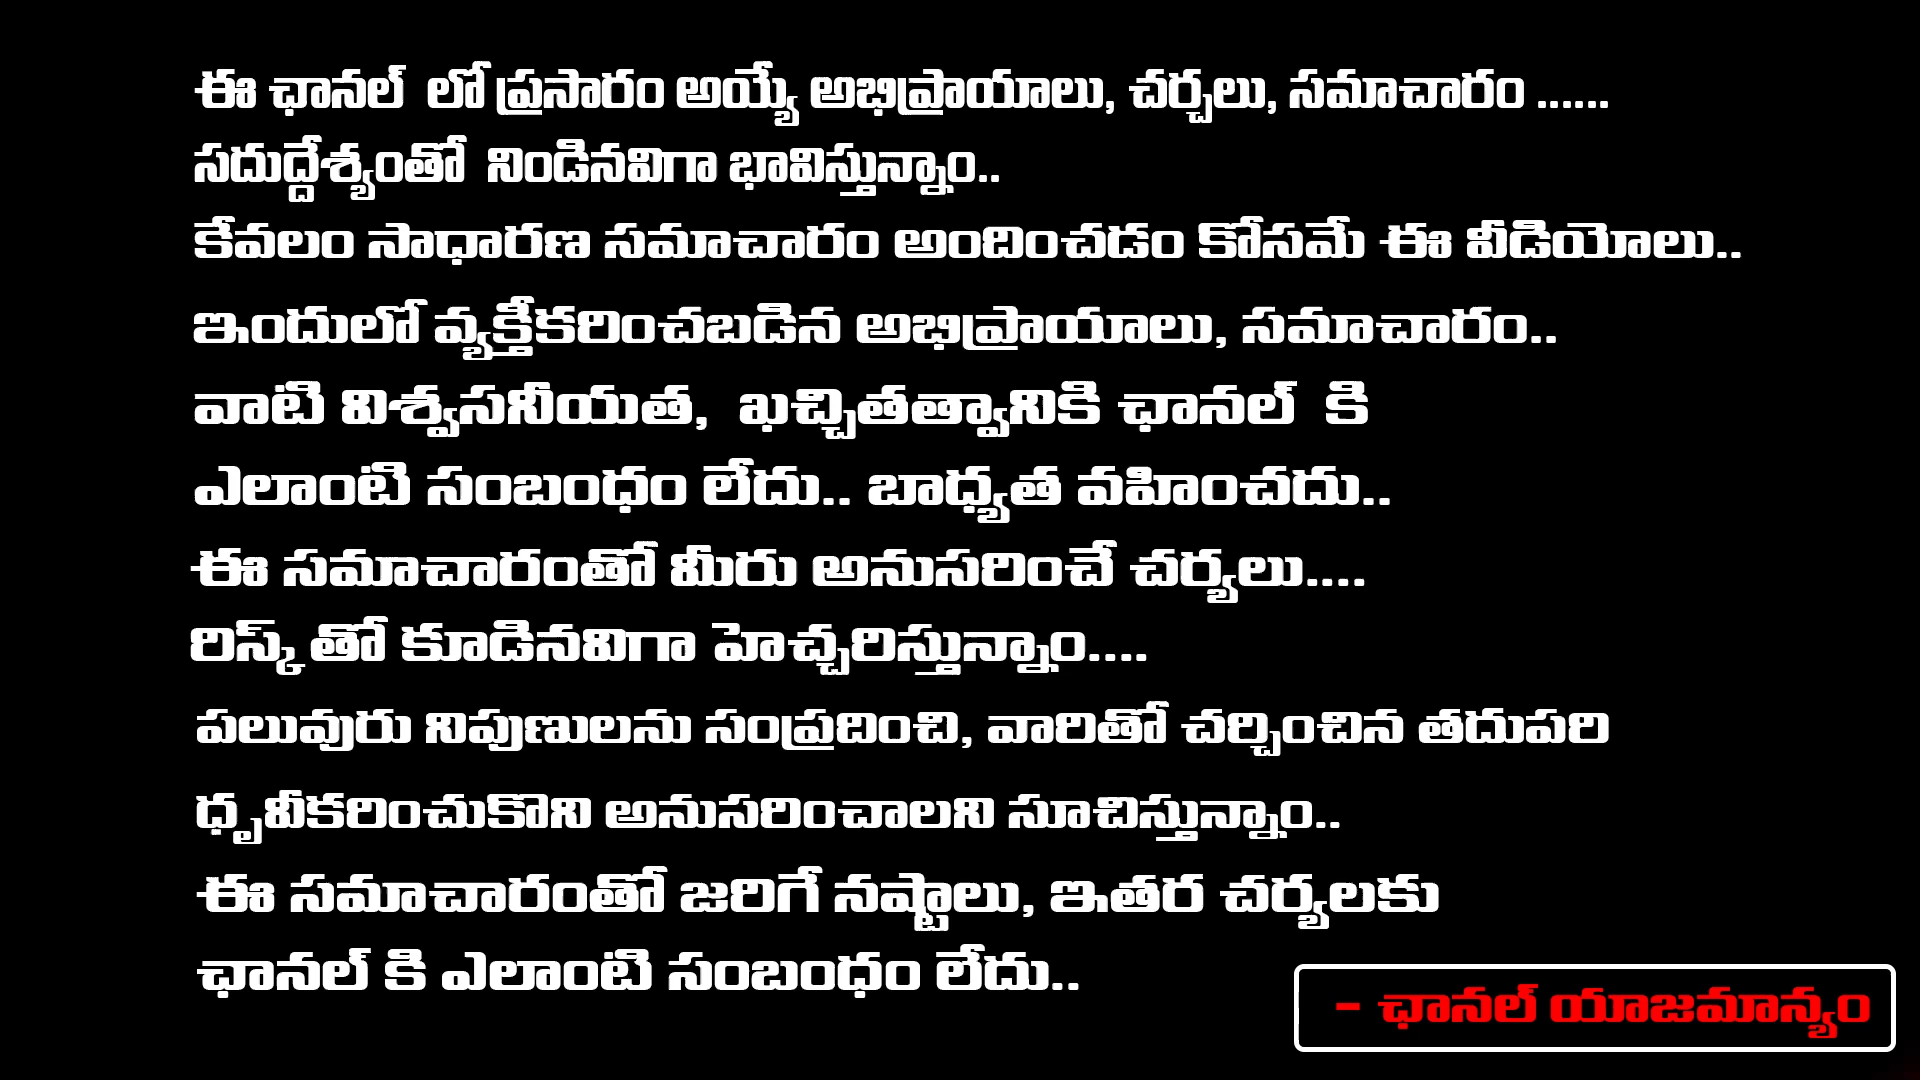 ఈ ఛానల్ లో ప్రసారం అయ్యే అభిప్రాయాలు, చర్చలు, సమాచారం ......
సదుద్దేశ్యంతో నిండినవిగా భావిస్తున్నాం..
కేవలం సాధారణ సమాచారం అందించడం కోసమే ఈ వీడియోలు..
ఇందులో వ్యక్తీకరించబడిన అభిప్రాయాలు, సమాచారం..
వాటి విశ్వసనీయత, ఖచ్చితత్వానికి ఛానల్ కి
ఎలాంటి సంబంధం లేదు.. బాధ్యత వహించదు..
ఈ సమాచారంతో మీరు అనుసరించే చర్యలు....
రిస్క్ తో కూడినవిగా హెచ్చరిస్తున్నాం....
పలువురు నిపుణులను సంప్రదించి, వారితో చర్చించిన తదుపరి
ధృవీకరించుకొని అనుసరించాలని సూచిస్తున్నాం..
ఈ సమాచారంతో జరిగే నష్టాలు, ఇతర చర్యలకు
ఛానల్ కి ఎలాంటి సంబంధం లేదు..
- ఛానల్ యాజమాన్యం